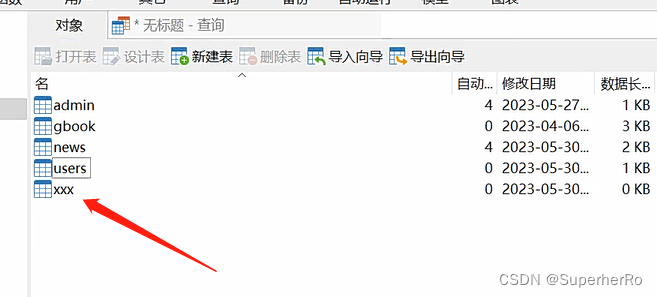 对象 * 无标题 - 查询
打开表 设计表 新建表 删除表 导入向导 导出向导
名 自动... 修改日期 数据长...
admin 4 2023-05-27... 1 KB
gbook 0 2023-04-06... 3 KB
news 4 2023-05-30... 2 KB
users 0 2023-05-30... 1 KB
xxx 0 2023-05-30... 0 KB
CSDN @SuperherRo